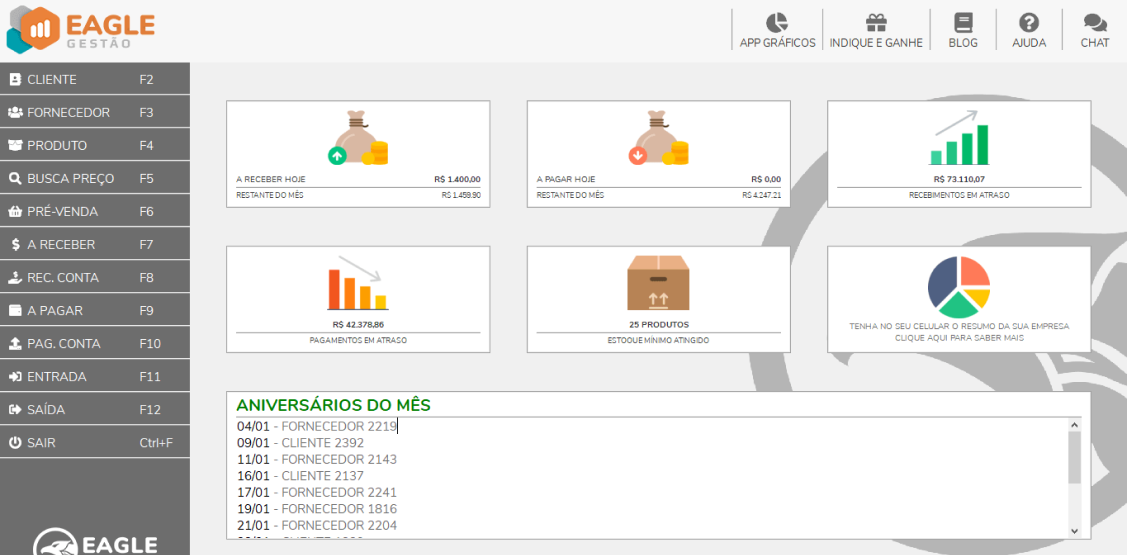 EAGLE
GESTÃO
APP GRÁFICOS
INDIQUE E GANHE
BLOG
AJUDA
CHAT
CLIENTE F2
FORNECEDOR F3
PRODUTO F4
BUSCA PREÇO F5
PRÉ-VENDA F6
A RECEBER F7
REC. CONTA F8
A PAGAR F9
PAG. CONTA F10
ENTRADA F11
SAÍDA F12
SAIR Ctrl+F
EAGLE
A RECEBER HOJE R$ 1.400,00
RESTANTE DO MÊS R$ 1.459,90
A PAGAR HOJE R$ 0,00
RESTANTE DO MÊS R$ 4.247,21
R$ 73.110,07
RECEBIMENTOS EM ATRASO
R$ 42.378,86
PAGAMENTOS EM ATRASO
25 PRODUTOS
ESTOQUE MÍNIMO ATINGIDO
TENHA NO SEU CELULAR O RESUMO DA SUA EMPRESA
CLIQUE AQUI PARA SABER MAIS
ANIVERSÁRIOS DO MÊS
04/01 - FORNECEDOR 2219
09/01 - CLIENTE 2392
11/01 - FORNECEDOR 2143
16/01 - CLIENTE 2137
17/01 - FORNECEDOR 2241
19/01 - FORNECEDOR 1816
21/01 - FORNECEDOR 2204